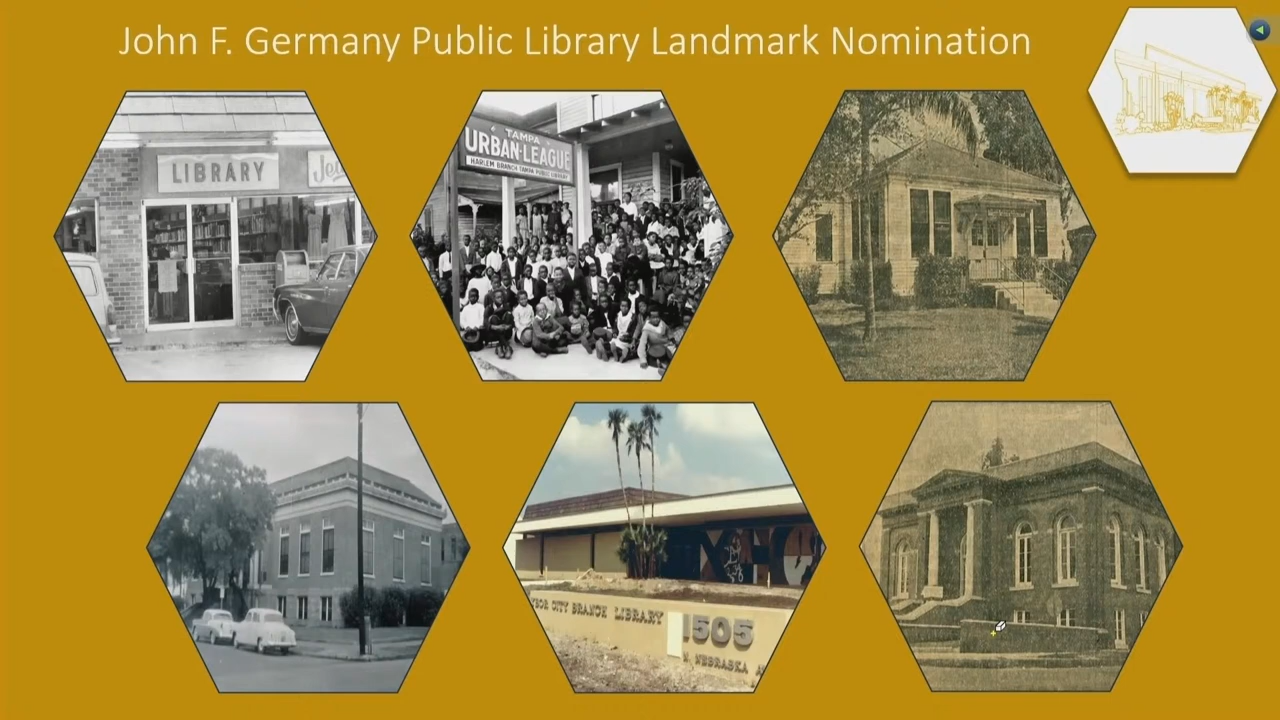 John F. Germany Public Library Landmark Nomination
LIBRARY
TAMPA
URBAN-LEAGUE
HARLEM BRANCH TAMPA PUBLIC LIBRARY
YBOR CITY BRANCH LIBRARY
1505
N. NEBRASKA